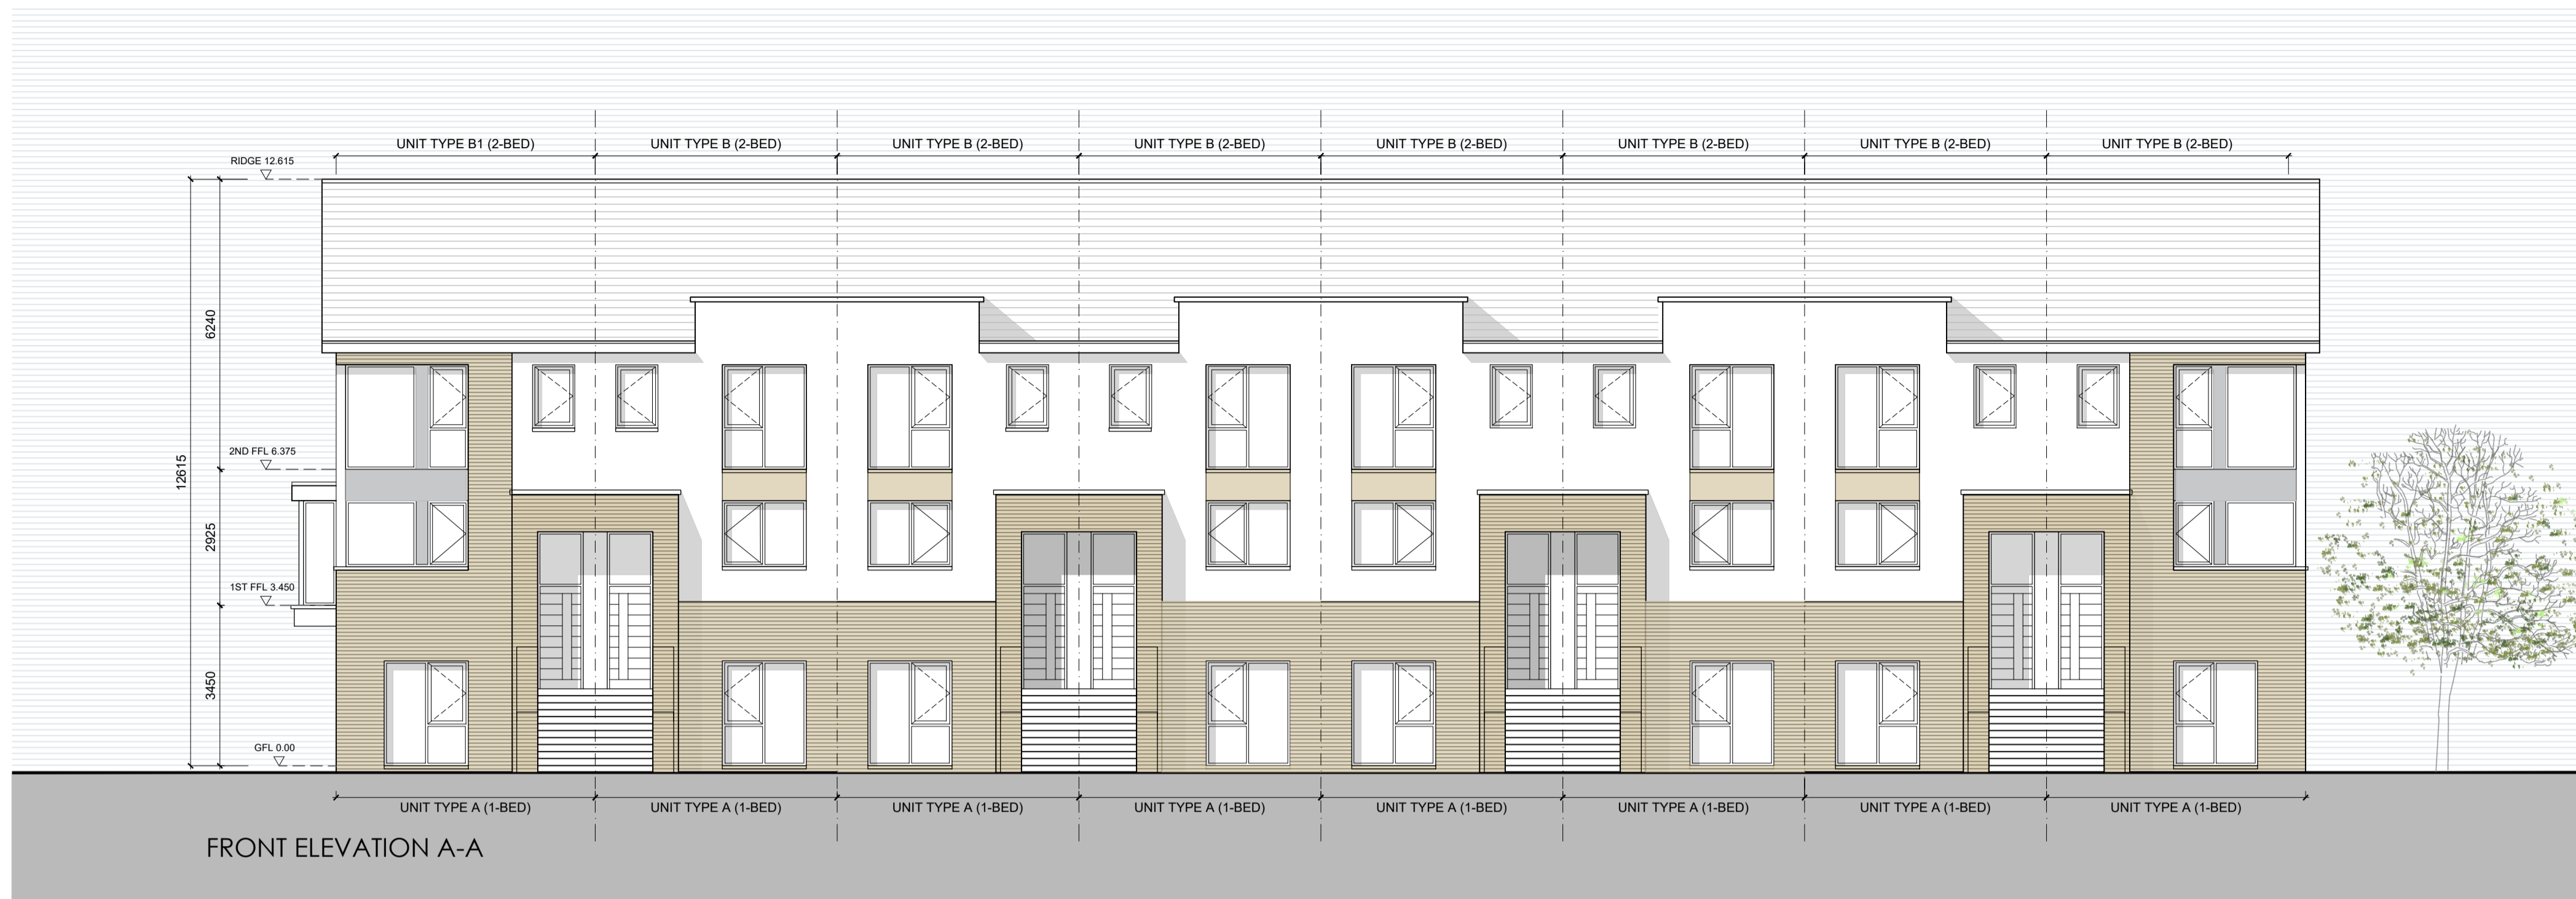 UNIT TYPE B1 (2-BED)
UNIT TYPE B (2-BED)
UNIT TYPE B (2-BED)
UNIT TYPE B (2-BED)
UNIT TYPE B (2-BED)
UNIT TYPE B (2-BED)
UNIT TYPE B (2-BED)
UNIT TYPE B (2-BED)
RIDGE 12.615
6240
2ND FFL 6.375
12615
2925
1ST FFL 3.450
3450
GFL 0.00
UNIT TYPE A (1-BED)
UNIT TYPE A (1-BED)
UNIT TYPE A (1-BED)
UNIT TYPE A (1-BED)
UNIT TYPE A (1-BED)
UNIT TYPE A (1-BED)
UNIT TYPE A (1-BED)
UNIT TYPE A (1-BED)
FRONT ELEVATION A-A